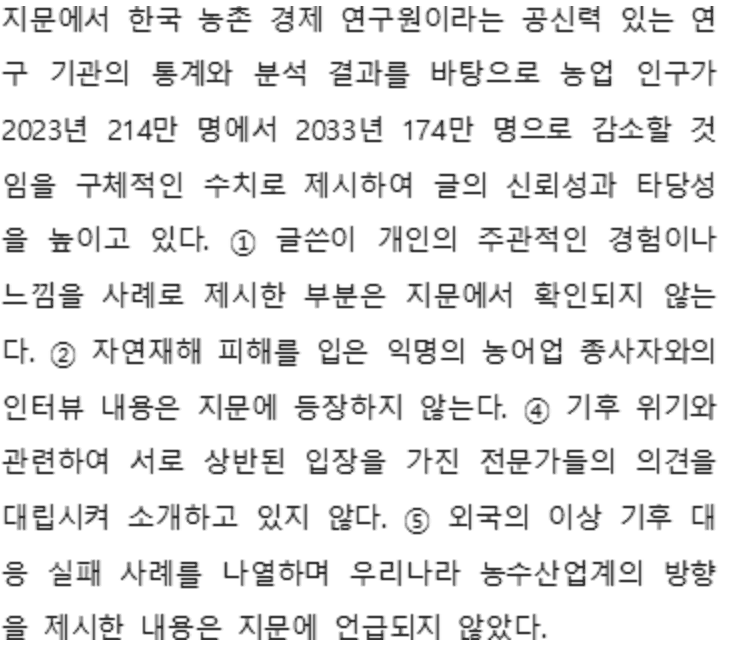 지문에서 한국 농촌 경제 연구원이라는 공신력 있는 연
구 기관의 통계와 분석 결과를 바탕으로 농업 인구가
2023년 214만 명에서 2033년 174만 명으로 감소할 것
임을 구체적인 수치로 제시하여 글의 신뢰성과 타당성
을 높이고 있다. ① 글쓴이 개인의 주관적인 경험이나
느낌을 사례로 제시한 부분은 지문에서 확인되지 않는
다. ② 자연재해 피해를 입은 익명의 농어업 종사자와의
인터뷰 내용은 지문에 등장하지 않는다. ④ 기후 위기와
관련하여 서로 상반된 입장을 가진 전문가들의 의견을
대립시켜 소개하고 있지 않다. ⑤ 외국의 이상 기후 대
응 실패 사례를 나열하며 우리나라 농수산업계의 방향
을 제시한 내용은 지문에 언급되지 않았다.